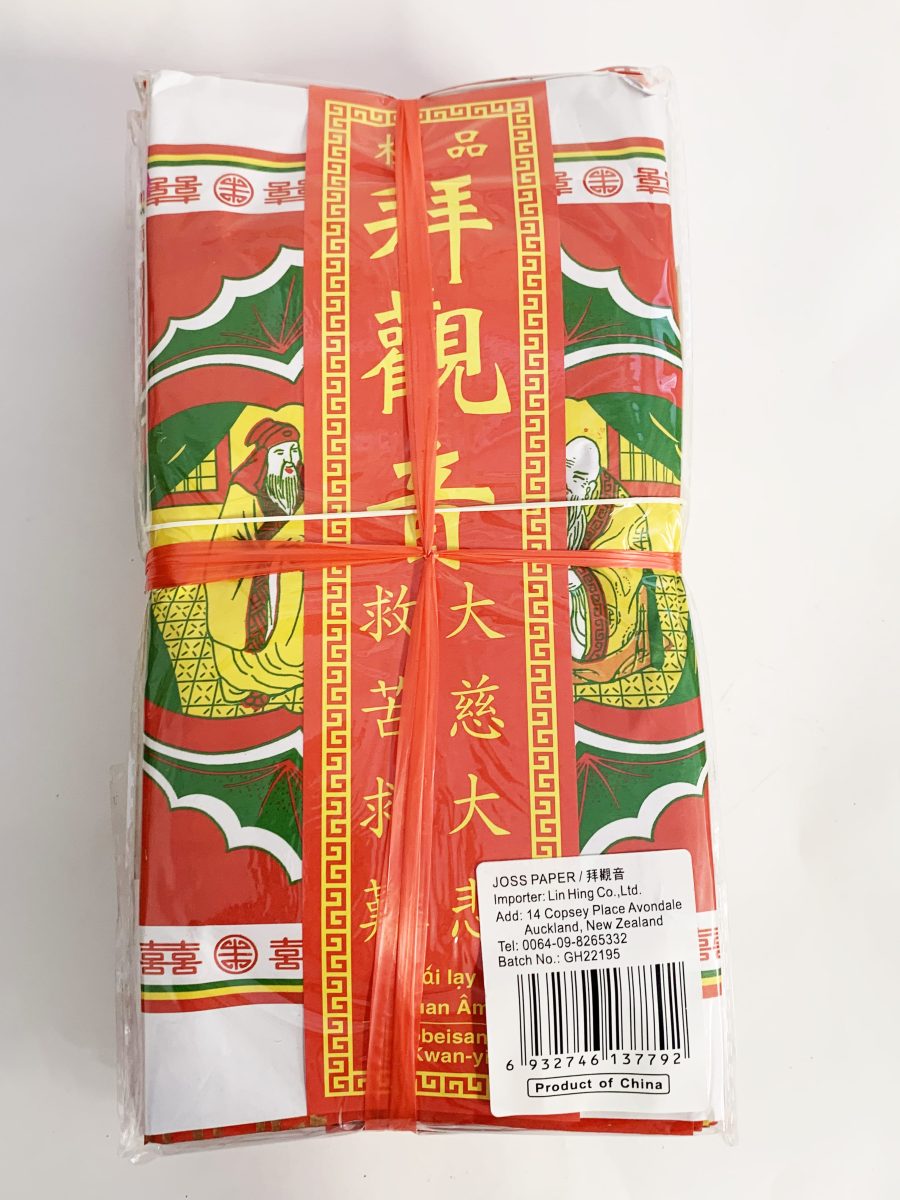 品
拜觀音
大慈大悲
救苦救難
lạy
Âm
JOSS PAPER / 拜觀音
Importer: Lin Hing Co.,Ltd.
Add: 14 Copsey Place Avondale
Auckland, New Zealand
Tel: 0064-09-8265332
Batch No.: GH22195
6 932746 137792
Product of China